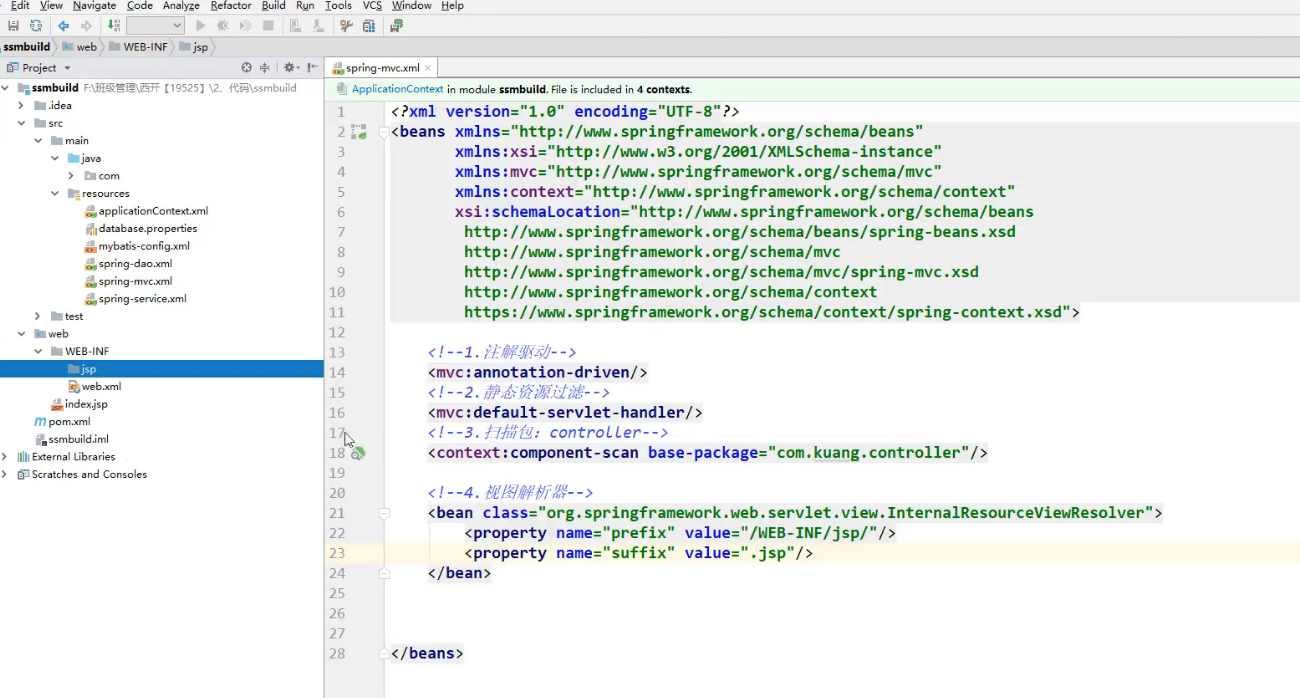 Edit View Navigate Code Analyze Refactor Build Run Tools VCS Window Help
ssmbuild web WEB-INF jsp
Project
spring-mvc.xml
ssmbuild F:\班级管理\西开【19525】\2、代码\ssmbuild
.idea
src
main
java
com
resources
applicationContext.xml
database.properties
mybatis-config.xml
spring-dao.xml
spring-mvc.xml
spring-service.xml
test
web
WEB-INF
jsp
web.xml
index.jsp
pom.xml
ssmbuild.iml
External Libraries
Scratches and Consoles
ApplicationContext in module ssmbuild. File is included in 4 contexts.
1 <?xml version="1.0" encoding="UTF-8"?>
2 <beans xmlns="http://www.springframework.org/schema/beans"
3 xmlns:xsi="http://www.w3.org/2001/XMLSchema-instance"
4 xmlns:mvc="http://www.springframework.org/schema/mvc"
5 xmlns:context="http://www.springframework.org/schema/context"
6 xsi:schemaLocation="http://www.springframework.org/schema/beans
7 http://www.springframework.org/schema/beans/spring-beans.xsd
8 http://www.springframework.org/schema/mvc
9 http://www.springframework.org/schema/mvc/spring-mvc.xsd
10 http://www.springframework.org/schema/context
11 https://www.springframework.org/schema/context/spring-context.xsd">
12
13 <!--1.注解驱动-->
14 <mvc:annotation-driven/>
15 <!--2.静态资源过滤-->
16 <mvc:default-servlet-handler/>
17 <!--3.扫描包：controller-->
18 <context:component-scan base-package="com.kuang.controller"/>
19
20 <!--4.视图解析器-->
21 <bean class="org.springframework.web.servlet.view.InternalResourceViewResolver">
22 <property name="prefix" value="/WEB-INF/jsp/"/>
23 <property name="suffix" value=".jsp"/>
24 </bean>
25
26
27
28 </beans>